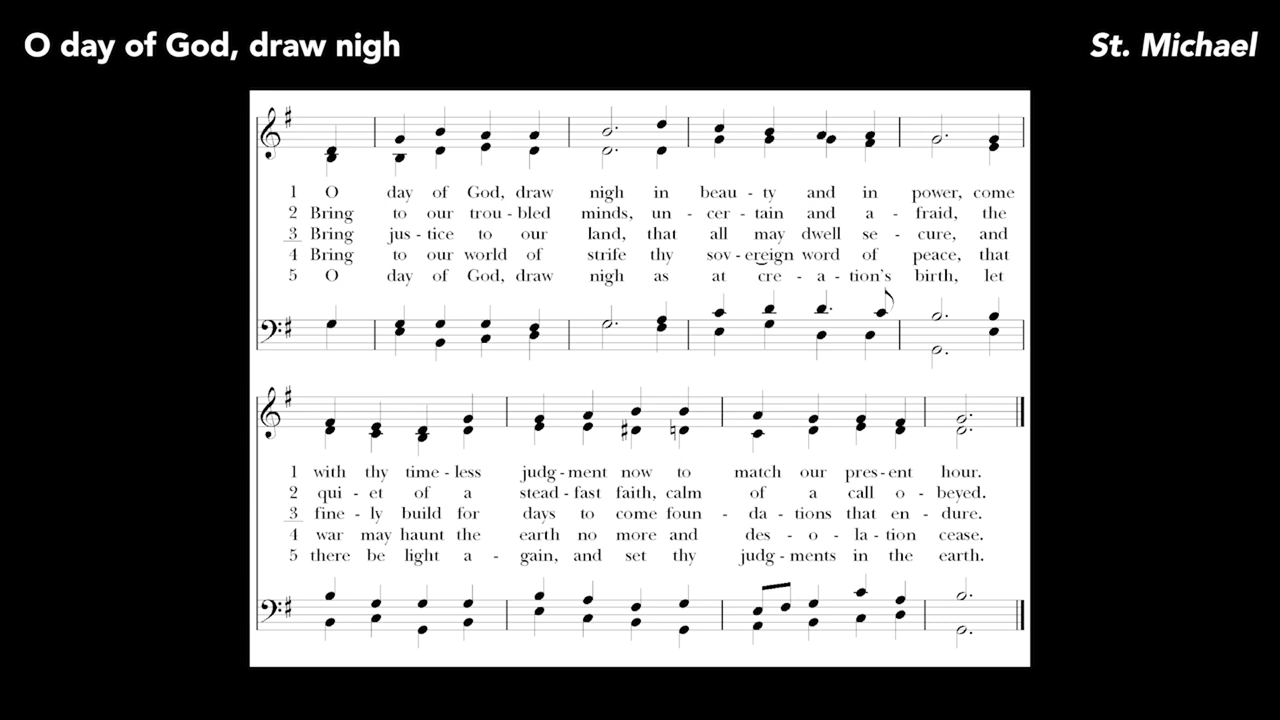 O day of God, draw nigh
St. Michael
1 O day of God, draw nigh in beau - ty and in power, come
2 Bring to our trou - bled minds, un - cer - tain and a - fraid, the
3 Bring jus - tice to our land, that all may dwell se - cure, and
4 Bring to our world of strife thy sov - ereign word of peace, that
5 O day of God, draw nigh as at cre - a - tion's birth, let
1 with thy time - less judg - ment now to match our pres - ent hour.
2 qui - et of a stead - fast faith, calm of a call o - beyed.
3 fine - ly build for days to come foun - da - tions that en - dure.
4 war may haunt the earth no more and des - o - la - tion cease.
5 there be light a - gain, and set thy judg - ments in the earth.